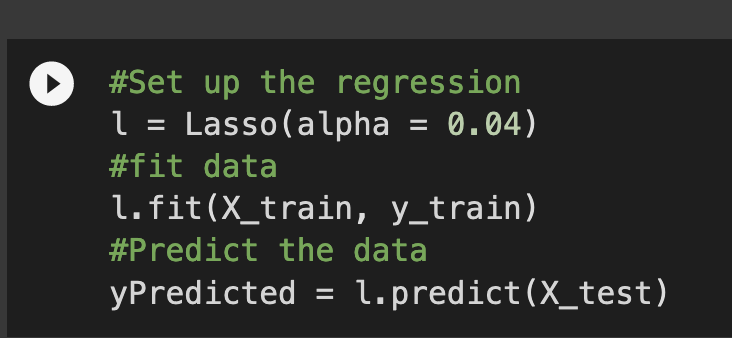 #Set up the regression
l = Lasso(alpha = 0.04)
#fit data
l.fit(X_train, y_train)
#Predict the data
yPredicted = l.predict(X_test)